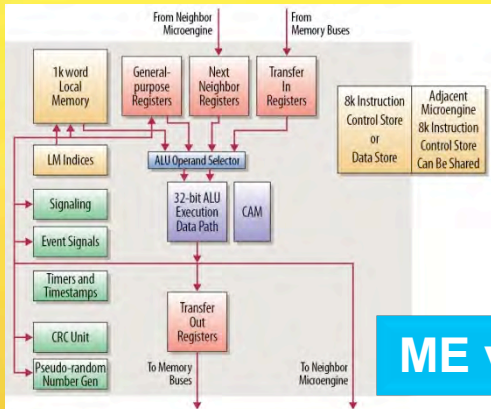 From Neighbor
Microengine
From
Memory Buses
1k word
Local
Memory
General-
purpose
Registers
Next
Neighbor
Registers
Transfer
In
Registers
8k Instruction
Control Store
or
Data Store
Adjacent
Microengine
8k Instruction
Control Store
Can Be Shared
LM Indices
ALU Operand Selector
Signaling
32-bit ALU
Execution
Data Path
CAM
Event Signals
Timers and
Timestamps
Transfer
Out
Registers
CRC Unit
Pseudo-random
Number Gen
To Memory
Buses
To Neighbor
Microengine
ME